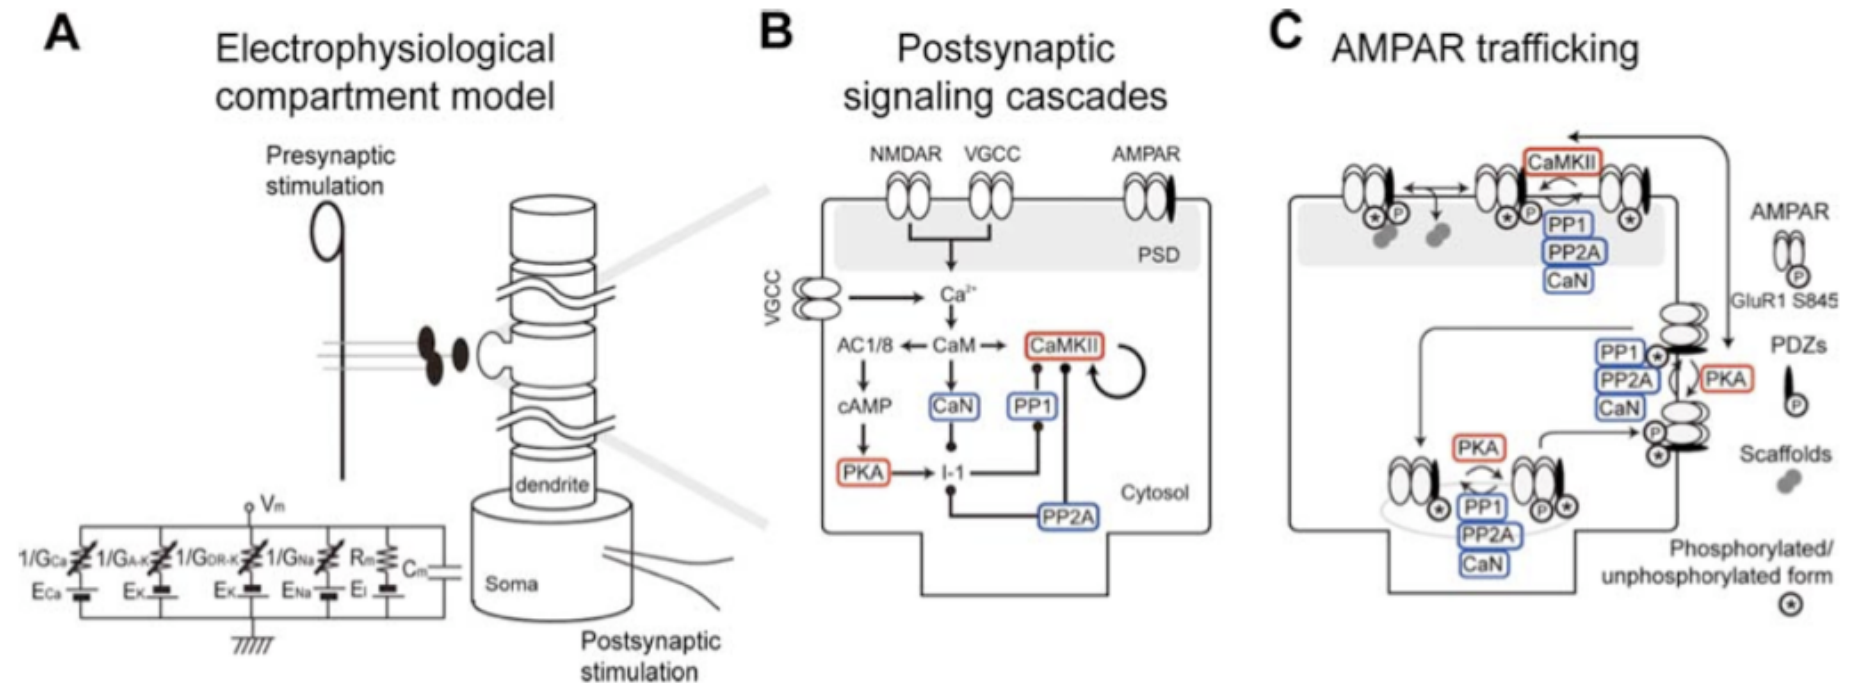 A
Electrophysiological
compartment model
Presynaptic
stimulation
dendrite
Soma
Postsynaptic
stimulation
Vm
1/GCa
1/GA-K
1/GDR-K
1/GNa
Rm
Cm
ECa
EK
EK
ENa
El
B
Postsynaptic
signaling cascades
NMDAR
VGCC
AMPAR
PSD
VGCC
Ca²⁺
AC1/8
CaM
CaMKII
cAMP
CaN
PP1
PKA
I-1
Cytosol
PP2A
C
AMPAR trafficking
CaMKII
P
P
PP1
PP2A
CaN
AMPAR
P
GluR1 S845
PP1
PP2A
CaN
PKA
PDZs
P
P
PKA
PP1
PP2A
CaN
P
Scaffolds
Phosphorylated/
unphosphorylated form